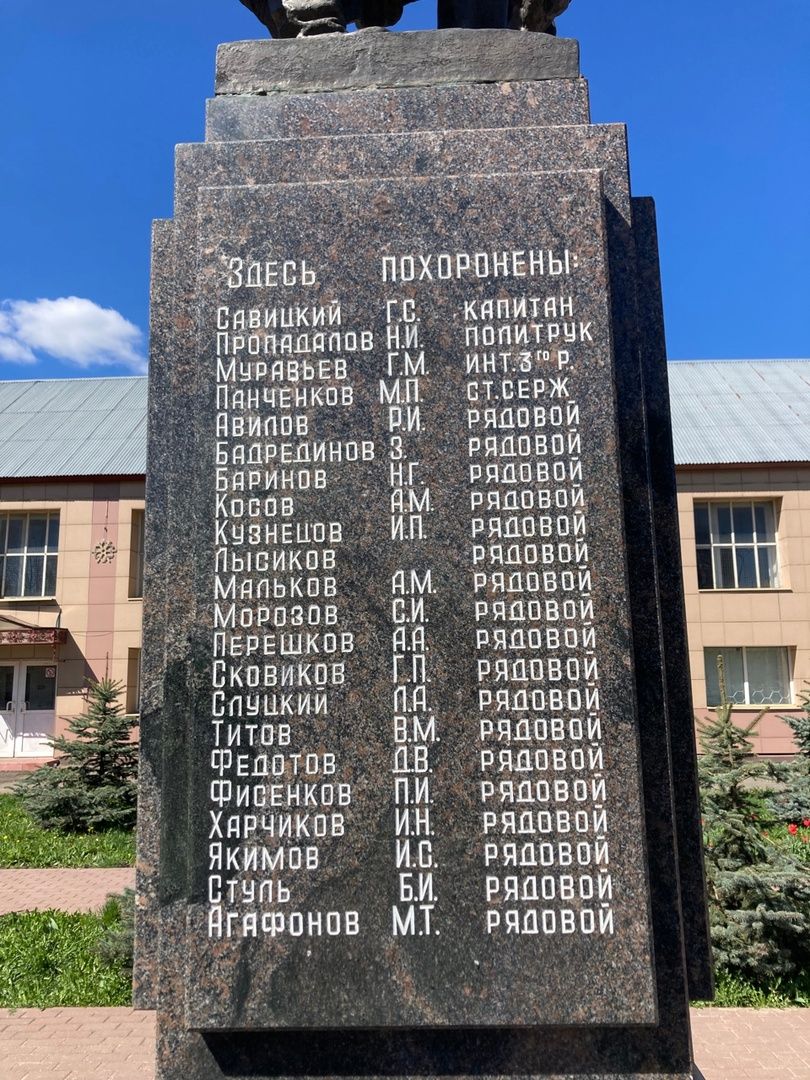 Здесь похоронены:
Савицкий Г.С. капитан
Пропадалов Н.И. политрук
Муравьев Г.М. инт.3го р.
Панченков М.П. ст.серж.
Авилов Р.И. рядовой
Бадрединов З. рядовой
Баринов Н.Г. рядовой
Косов А.М. рядовой
Кузнецов И.П. рядовой
Лысиков рядовой
Мальков А.М. рядовой
Морозов С.И. рядовой
Перешков А.А. рядовой
Сковиков Г.П. рядовой
Слуцкий Л.А. рядовой
Титов В.М. рядовой
Федотов Д.В. рядовой
Фисенков П.И. рядовой
Харчиков И.Н. рядовой
Якимов И.С. рядовой
Стуль Б.И. рядовой
Агафонов М.Т. рядовой